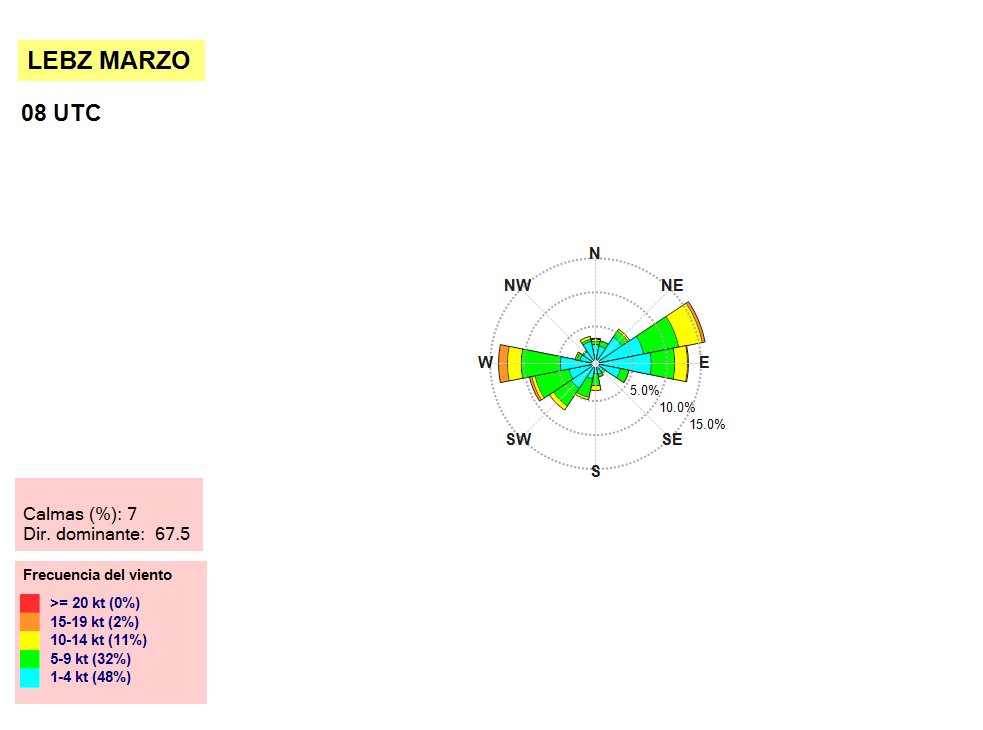 LEBZ MARZO
08 UTC
N
NW
NE
W
E
5.0%
10.0%
15.0%
SW
SE
S
Calmas (%): 7
Dir. dominante: 67.5
Frecuencia del viento
>= 20 kt (0%)
15-19 kt (2%)
10-14 kt (11%)
5-9 kt (32%)
1-4 kt (48%)